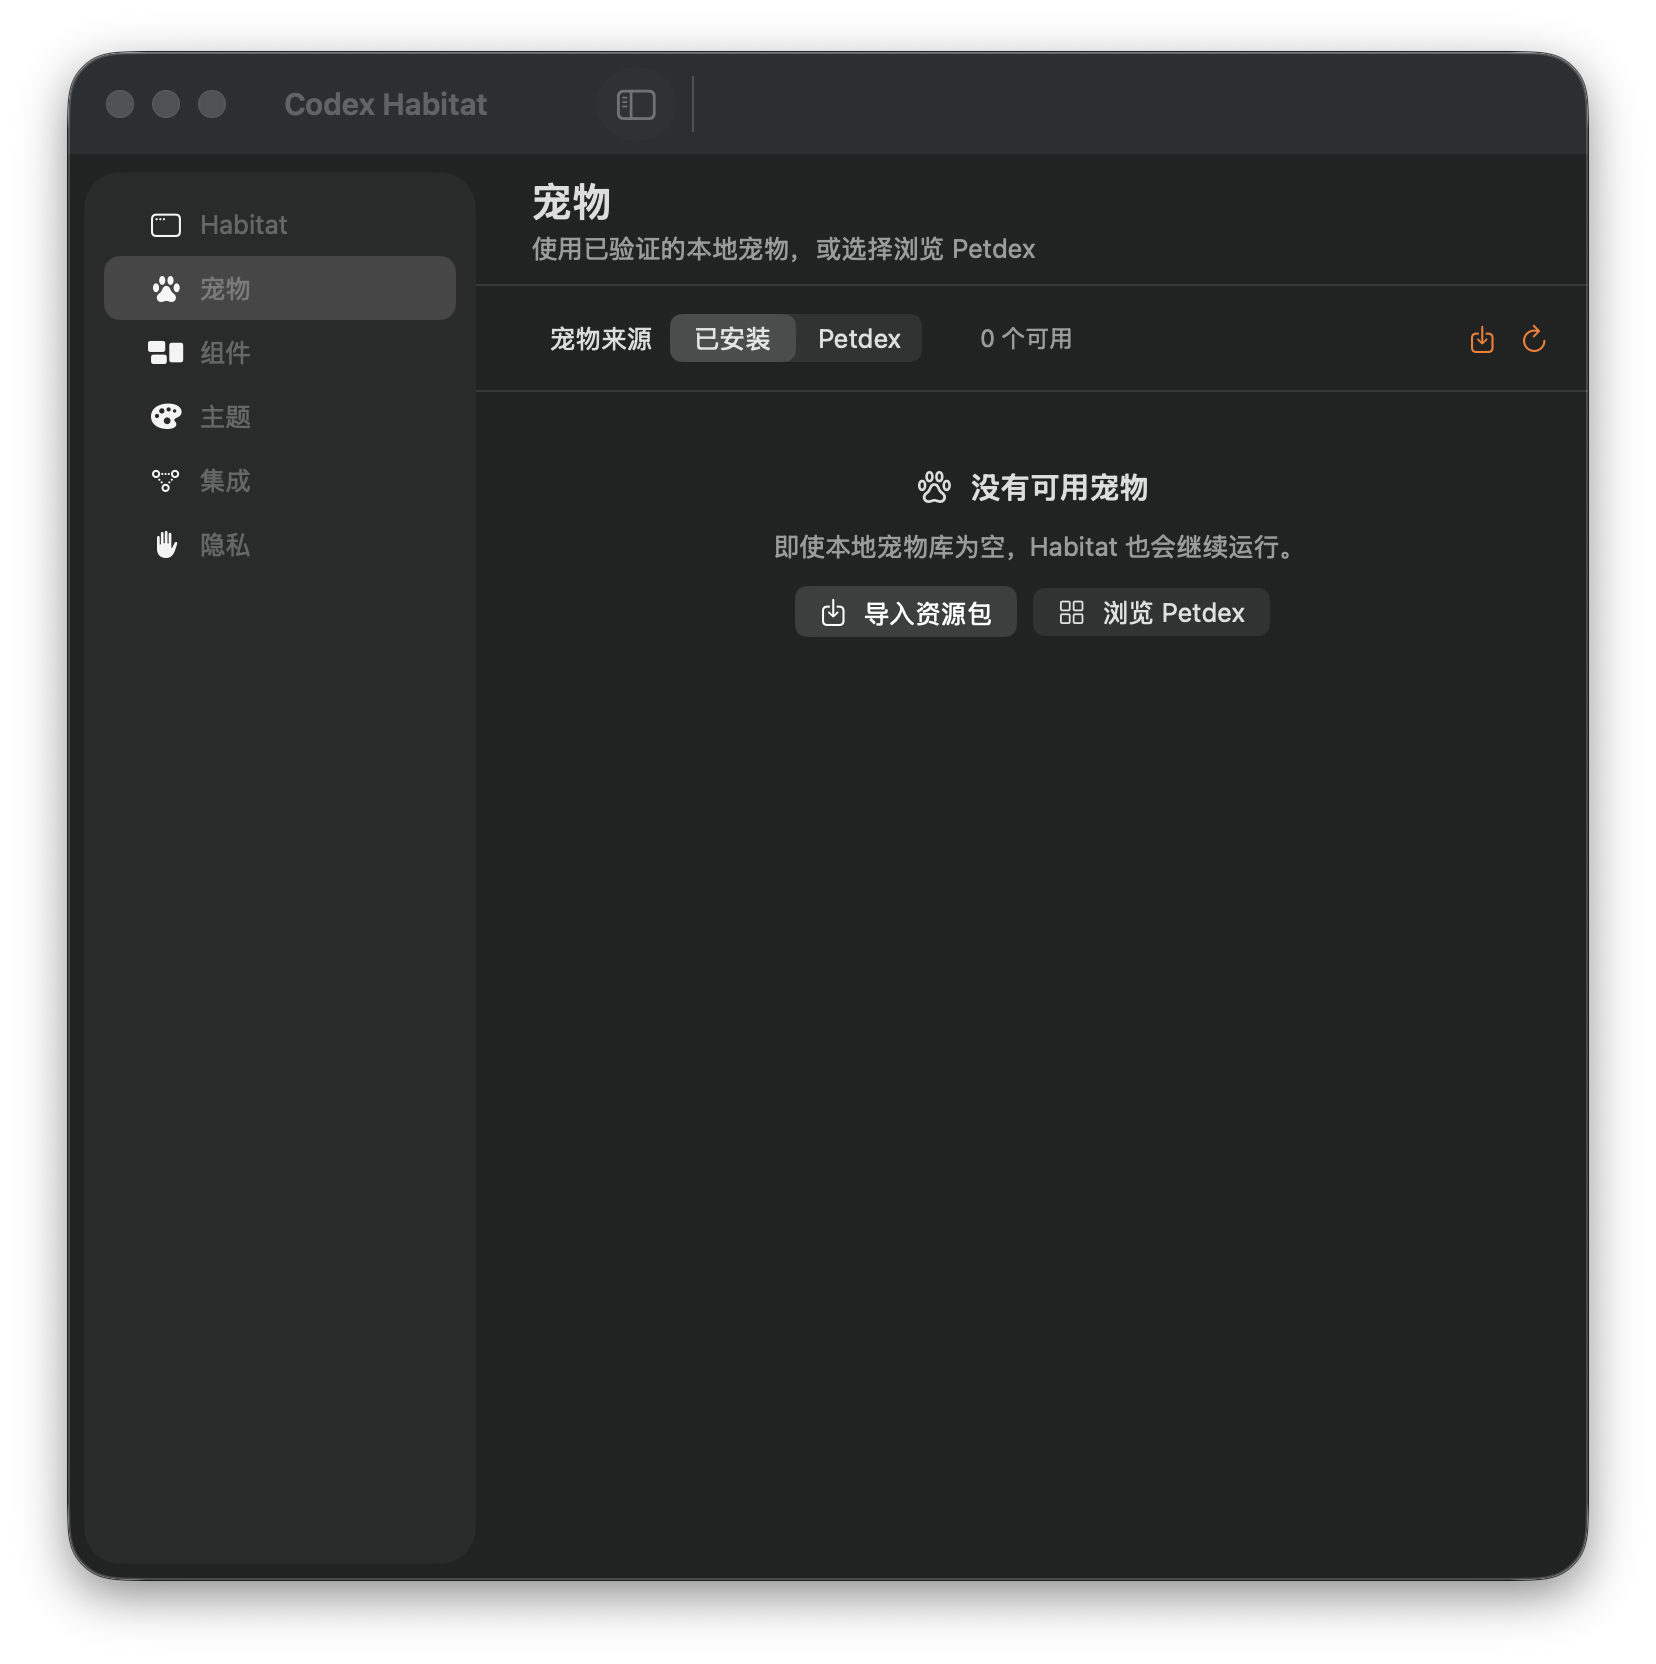 Codex Habitat
Habitat
宠物
组件
主题
集成
隐私
宠物
使用已验证的本地宠物，或选择浏览 Petdex
宠物来源 已安装 Petdex 0 个可用
没有可用宠物
即使本地宠物库为空，Habitat 也会继续运行。
导入资源包 浏览 Petdex